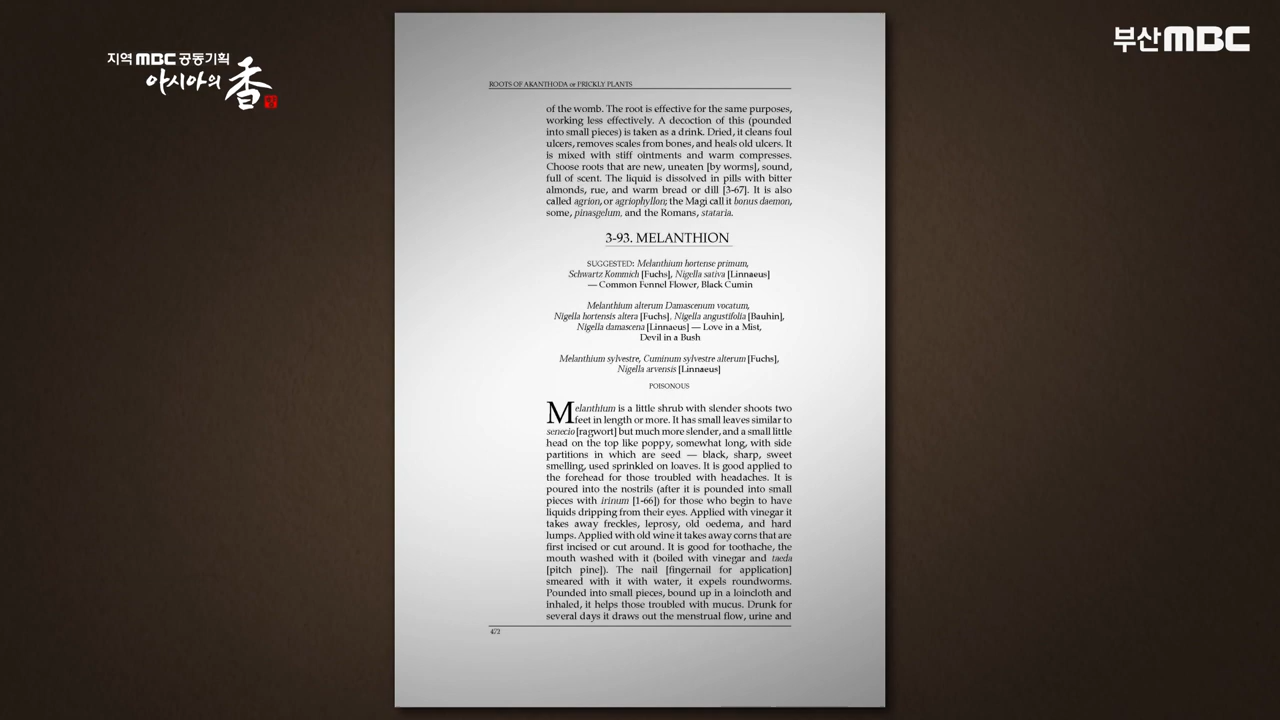 지역 MBC 공동기획
아시아의 香
부산MBC
ROOTS OF AKANTHODA or PRICKLY PLANTS
of the womb. The root is effective for the same purposes,
working less effectively. A decoction of this (pounded
into small pieces) is taken as a drink. Dried, it cleans foul
ulcers, removes scales from bones, and heals old ulcers. It
is mixed with stiff ointments and warm compresses.
Choose roots that are new, uneaten [by worms], sound,
full of scent. The liquid is dissolved in pills with bitter
almonds, rue, and warm bread or dill [3-67]. It is also
called agrion, or agriophyllon; the Magi call it bonus daemon,
some, pinasgelum, and the Romans, stataria.
3-93. MELANTHION
SUGGESTED: Melanthium hortense primum,
Schwartz Kommich [Fuchs], Nigella sativa [Linnaeus]
— Common Fennel Flower, Black Cumin
Melanthium alterum Damascenum vocatum,
Nigella hortensis altera [Fuchs], Nigella angustifolia [Bauhin],
Nigella damascena [Linnaeus] — Love in a Mist,
Devil in a Bush
Melanthium sylvestre, Cuminum sylvestre alterum [Fuchs],
Nigella arvensis [Linnaeus]
POISONOUS
Melanthium is a little shrub with slender shoots two
feet in length or more. It has small leaves similar to
senecio [ragwort] but much more slender, and a small little
head on the top like poppy, somewhat long, with side
partitions in which are seed — black, sharp, sweet
smelling, used sprinkled on loaves. It is good applied to
the forehead for those troubled with headaches. It is
poured into the nostrils (after it is pounded into small
pieces with irinum [1-66]) for those who begin to have
liquids dripping from their eyes. Applied with vinegar it
takes away freckles, leprosy, old oedema, and hard
lumps. Applied with old wine it takes away corns that are
first incised or cut around. It is good for toothache, the
mouth washed with it (boiled with vinegar and taeda
[pitch pine]). The nail [fingernail for application]
smeared with it with water, it expels roundworms.
Pounded into small pieces, bound up in a loincloth and
inhaled, it helps those troubled with mucus. Drunk for
several days it draws out the menstrual flow, urine and
472